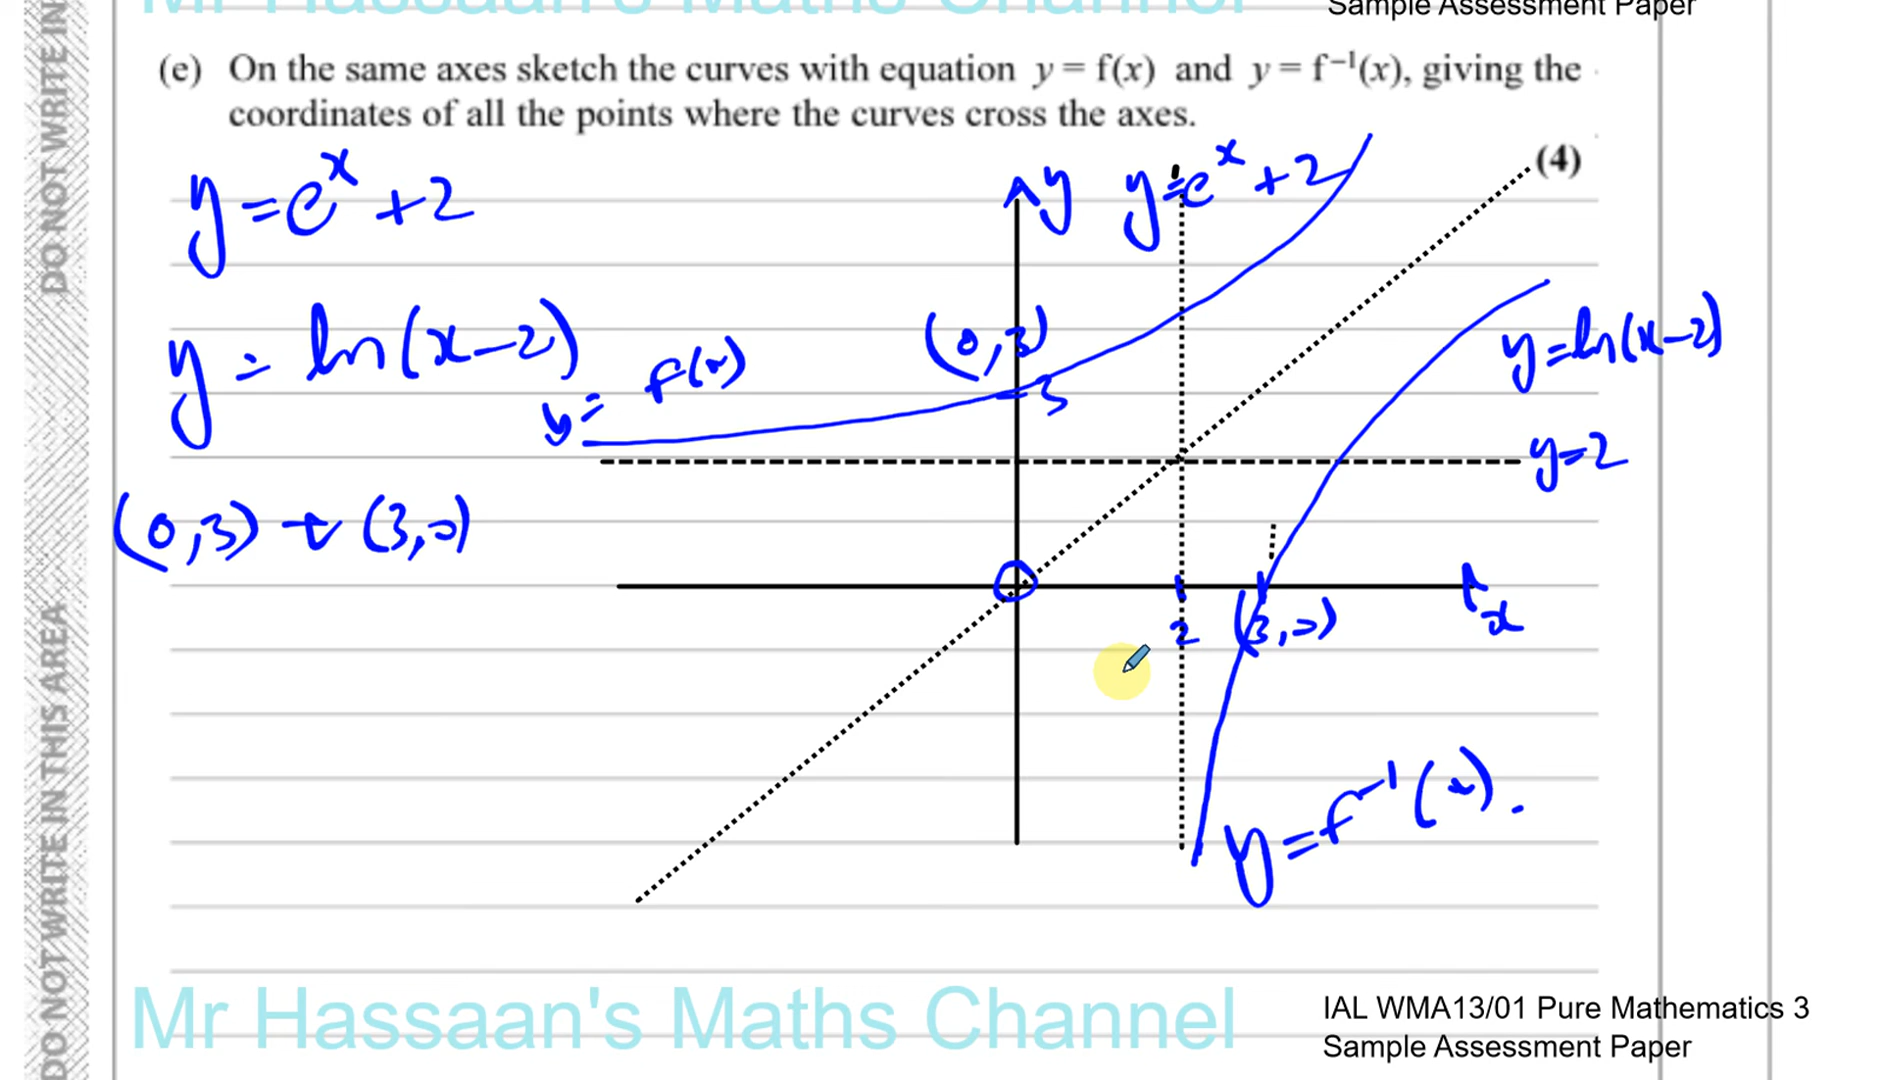 Mr Hassaan's Maths Channel
Sample Assessment Paper
(e) On the same axes sketch the curves with equation y = f(x) and y = f⁻¹(x), giving the
coordinates of all the points where the curves cross the axes.
(4)
y = eˣ + 2
y
y = eˣ + 2
y = ln(x-2)
y = f(x)
(0,3)
3
y = ln(x-2)
y=2
(0,3) + (3,0)
2
(3,0)
x
y = f⁻¹(x).
DO NOT WRITE IN
DO NOT WRITE IN THIS AREA
Mr Hassaan's Maths Channel
IAL WMA13/01 Pure Mathematics 3
Sample Assessment Paper